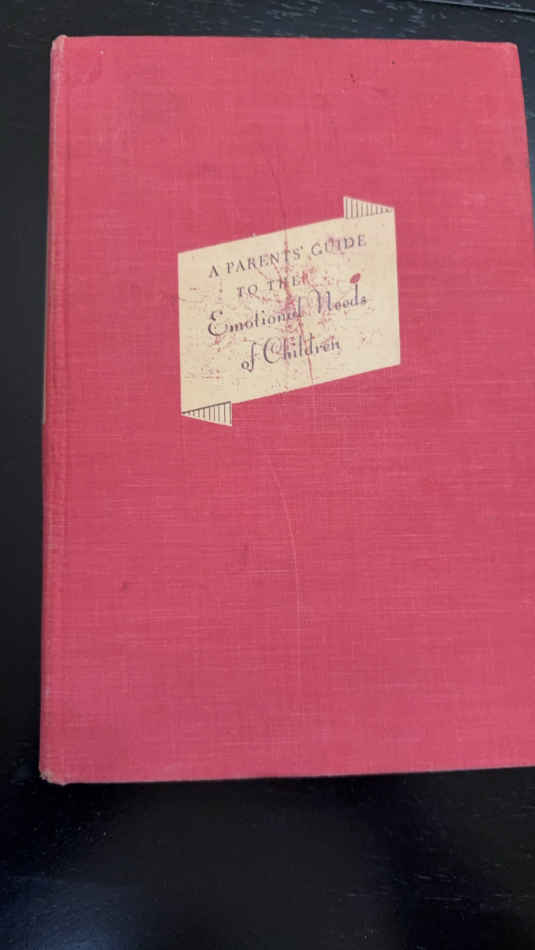 A PARENTS' GUIDE
TO THE
Emotional Needs
of Children